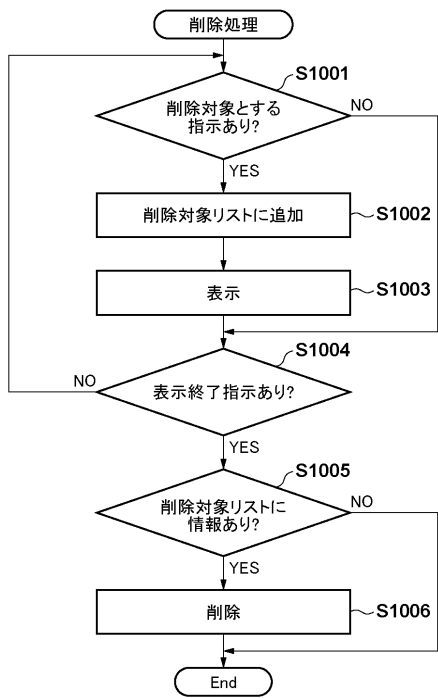 削除処理
S1001
削除対象とする
指示あり?
NO
YES
削除対象リストに追加
S1002
表示
S1003
S1004
NO
表示終了指示あり?
YES
S1005
削除対象リストに
情報あり?
NO
YES
削除
S1006
End